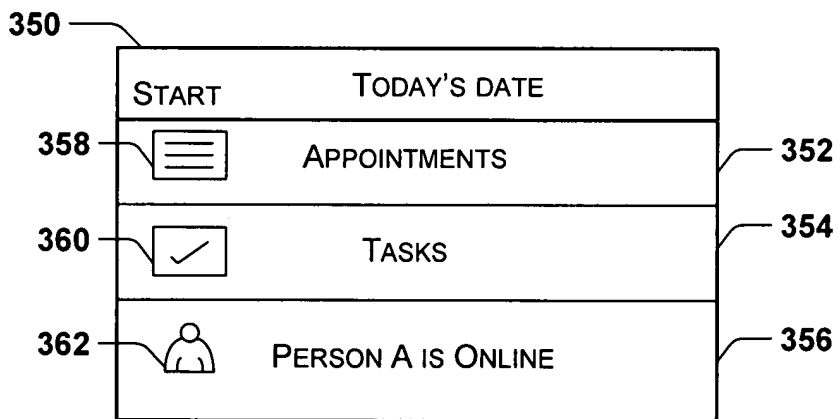 350
START TODAY'S DATE
358 APPOINTMENTS 352
360 TASKS 354
362 PERSON A IS ONLINE 356